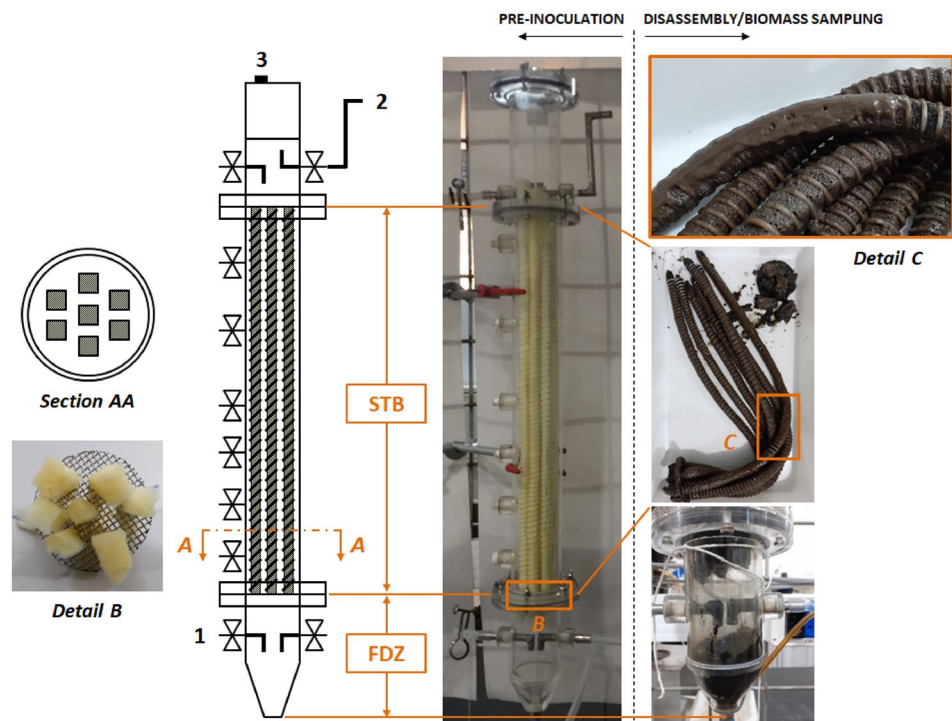 PRE-INOCULATION
DISASSEMBLY/BIOMASS SAMPLING
3
2
Detail C
Section AA
STB
C
A
A
Detail B
B
1
FDZ